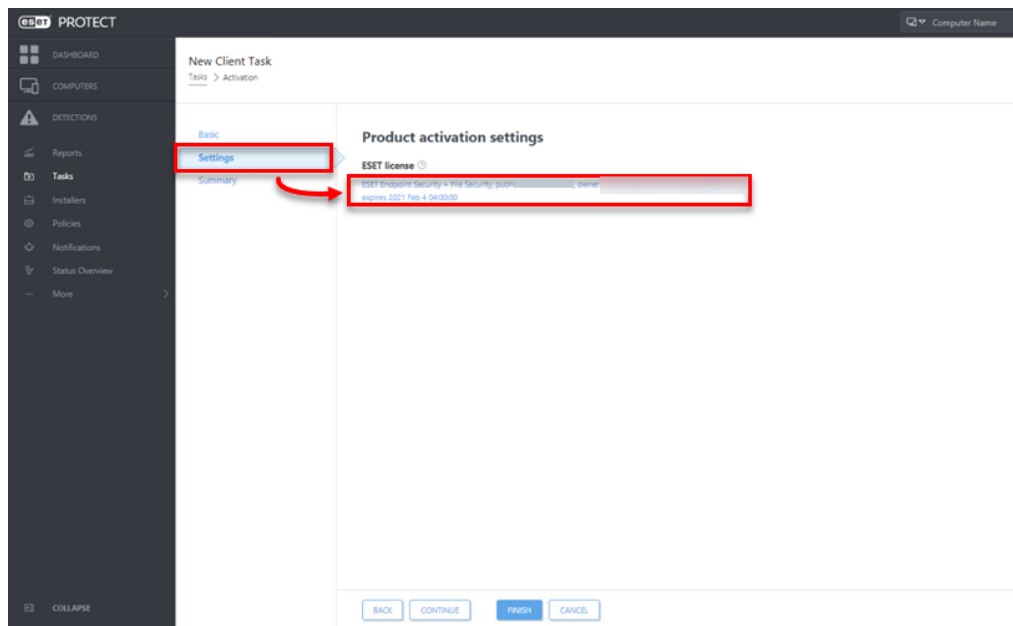 eset PROTECT
Computer Name
DASHBOARD
COMPUTERS
DETECTIONS
Reports
Tasks
Installers
Policies
Notifications
Status Overview
More
COLLAPSE
New Client Task
Tasks > Activation
Basic
Settings
Summary
Product activation settings
ESET license
ESET Endpoint Security + File Security, public , owner
expires 2021 Feb 4 04:00:00
BACK
CONTINUE
FINISH
CANCEL